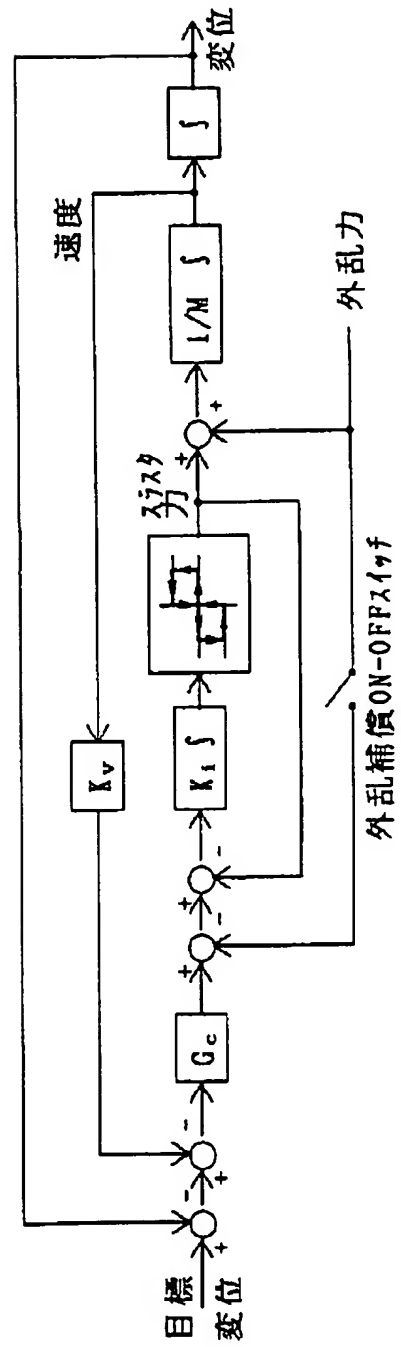 目標
変位
+
-
+
-
Gc
+
-
+
-
Ki ∫
スラスタ
力
+
+
1/M ∫
速度
Kv
∫
変位
外乱力
外乱補償ON-OFFスイッチ